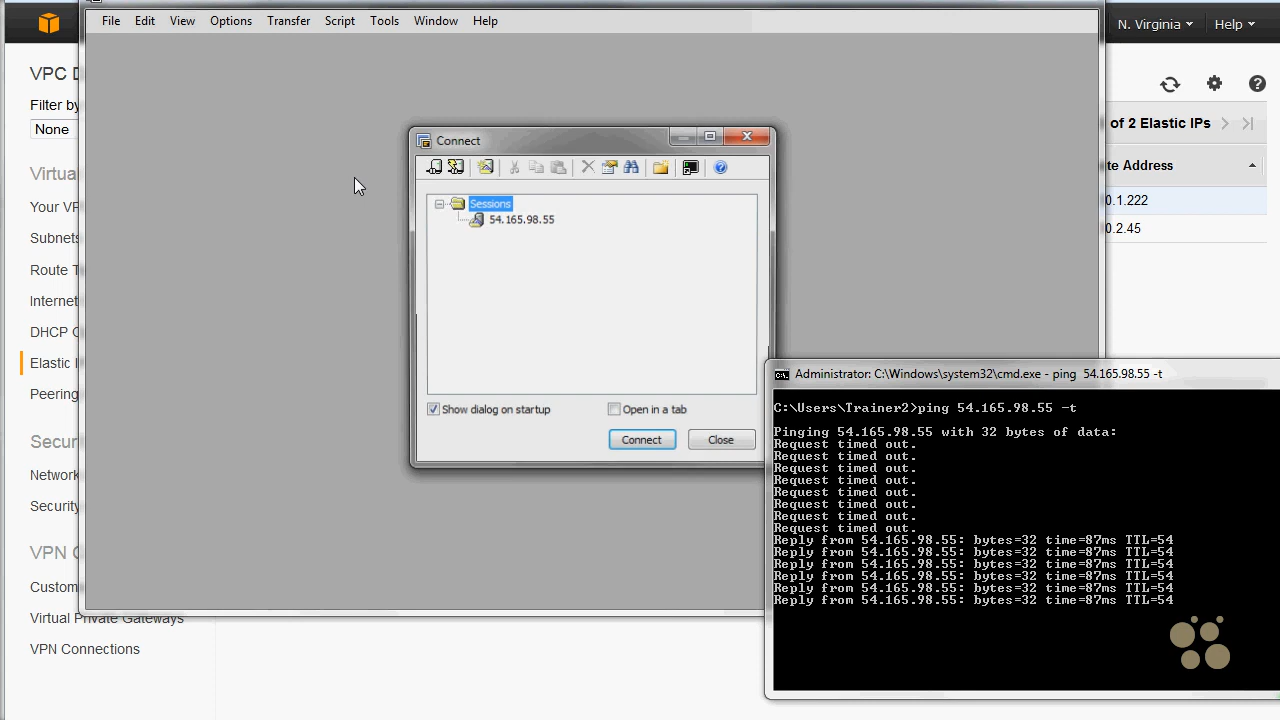 File Edit View Options Transfer Script Tools Window Help
N. Virginia Help
VPC D
Filter by
None
Virtua
Your VP
Subnets
Route T
Internet
DHCP O
Elastic I
Peering
Securi
Network
Security
VPN C
Custom
Virtual Private Gateways
VPN Connections
Connect
Sessions
54.165.98.55
Show dialog on startup Open in a tab
Connect Close
of 2 Elastic IPs
te Address
0.1.222
0.2.45
Administrator: C:\Windows\system32\cmd.exe - ping 54.165.98.55 -t
C:\Users\Trainer2>ping 54.165.98.55 -t
Pinging 54.165.98.55 with 32 bytes of data:
Request timed out.
Request timed out.
Request timed out.
Request timed out.
Request timed out.
Request timed out.
Request timed out.
Request timed out.
Reply from 54.165.98.55: bytes=32 time=87ms TTL=54
Reply from 54.165.98.55: bytes=32 time=87ms TTL=54
Reply from 54.165.98.55: bytes=32 time=87ms TTL=54
Reply from 54.165.98.55: bytes=32 time=87ms TTL=54
Reply from 54.165.98.55: bytes=32 time=87ms TTL=54
Reply from 54.165.98.55: bytes=32 time=87ms TTL=54